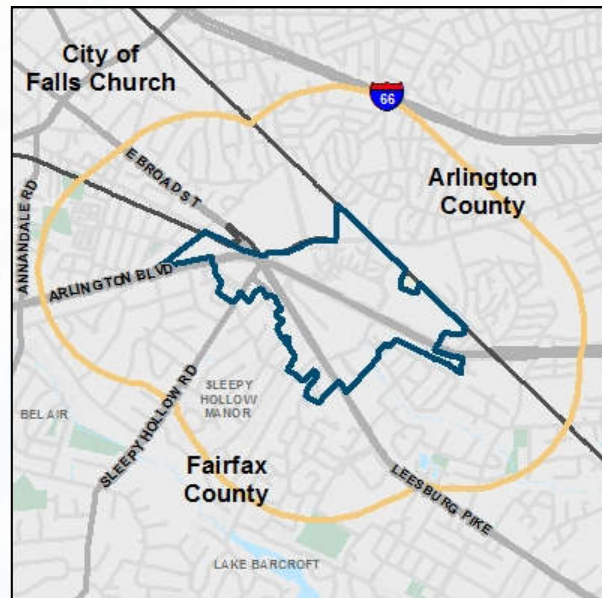 City of
Falls Church
66
E BROAD ST
Arlington
County
ANNANDALE RD
ARLINGTON BLVD
SLEEPY HOLLOW RD
SLEEPY
HOLLOW
MANOR
BEL AIR
Fairfax
County
LEESBURG PIKE
LAKE BARCROFT